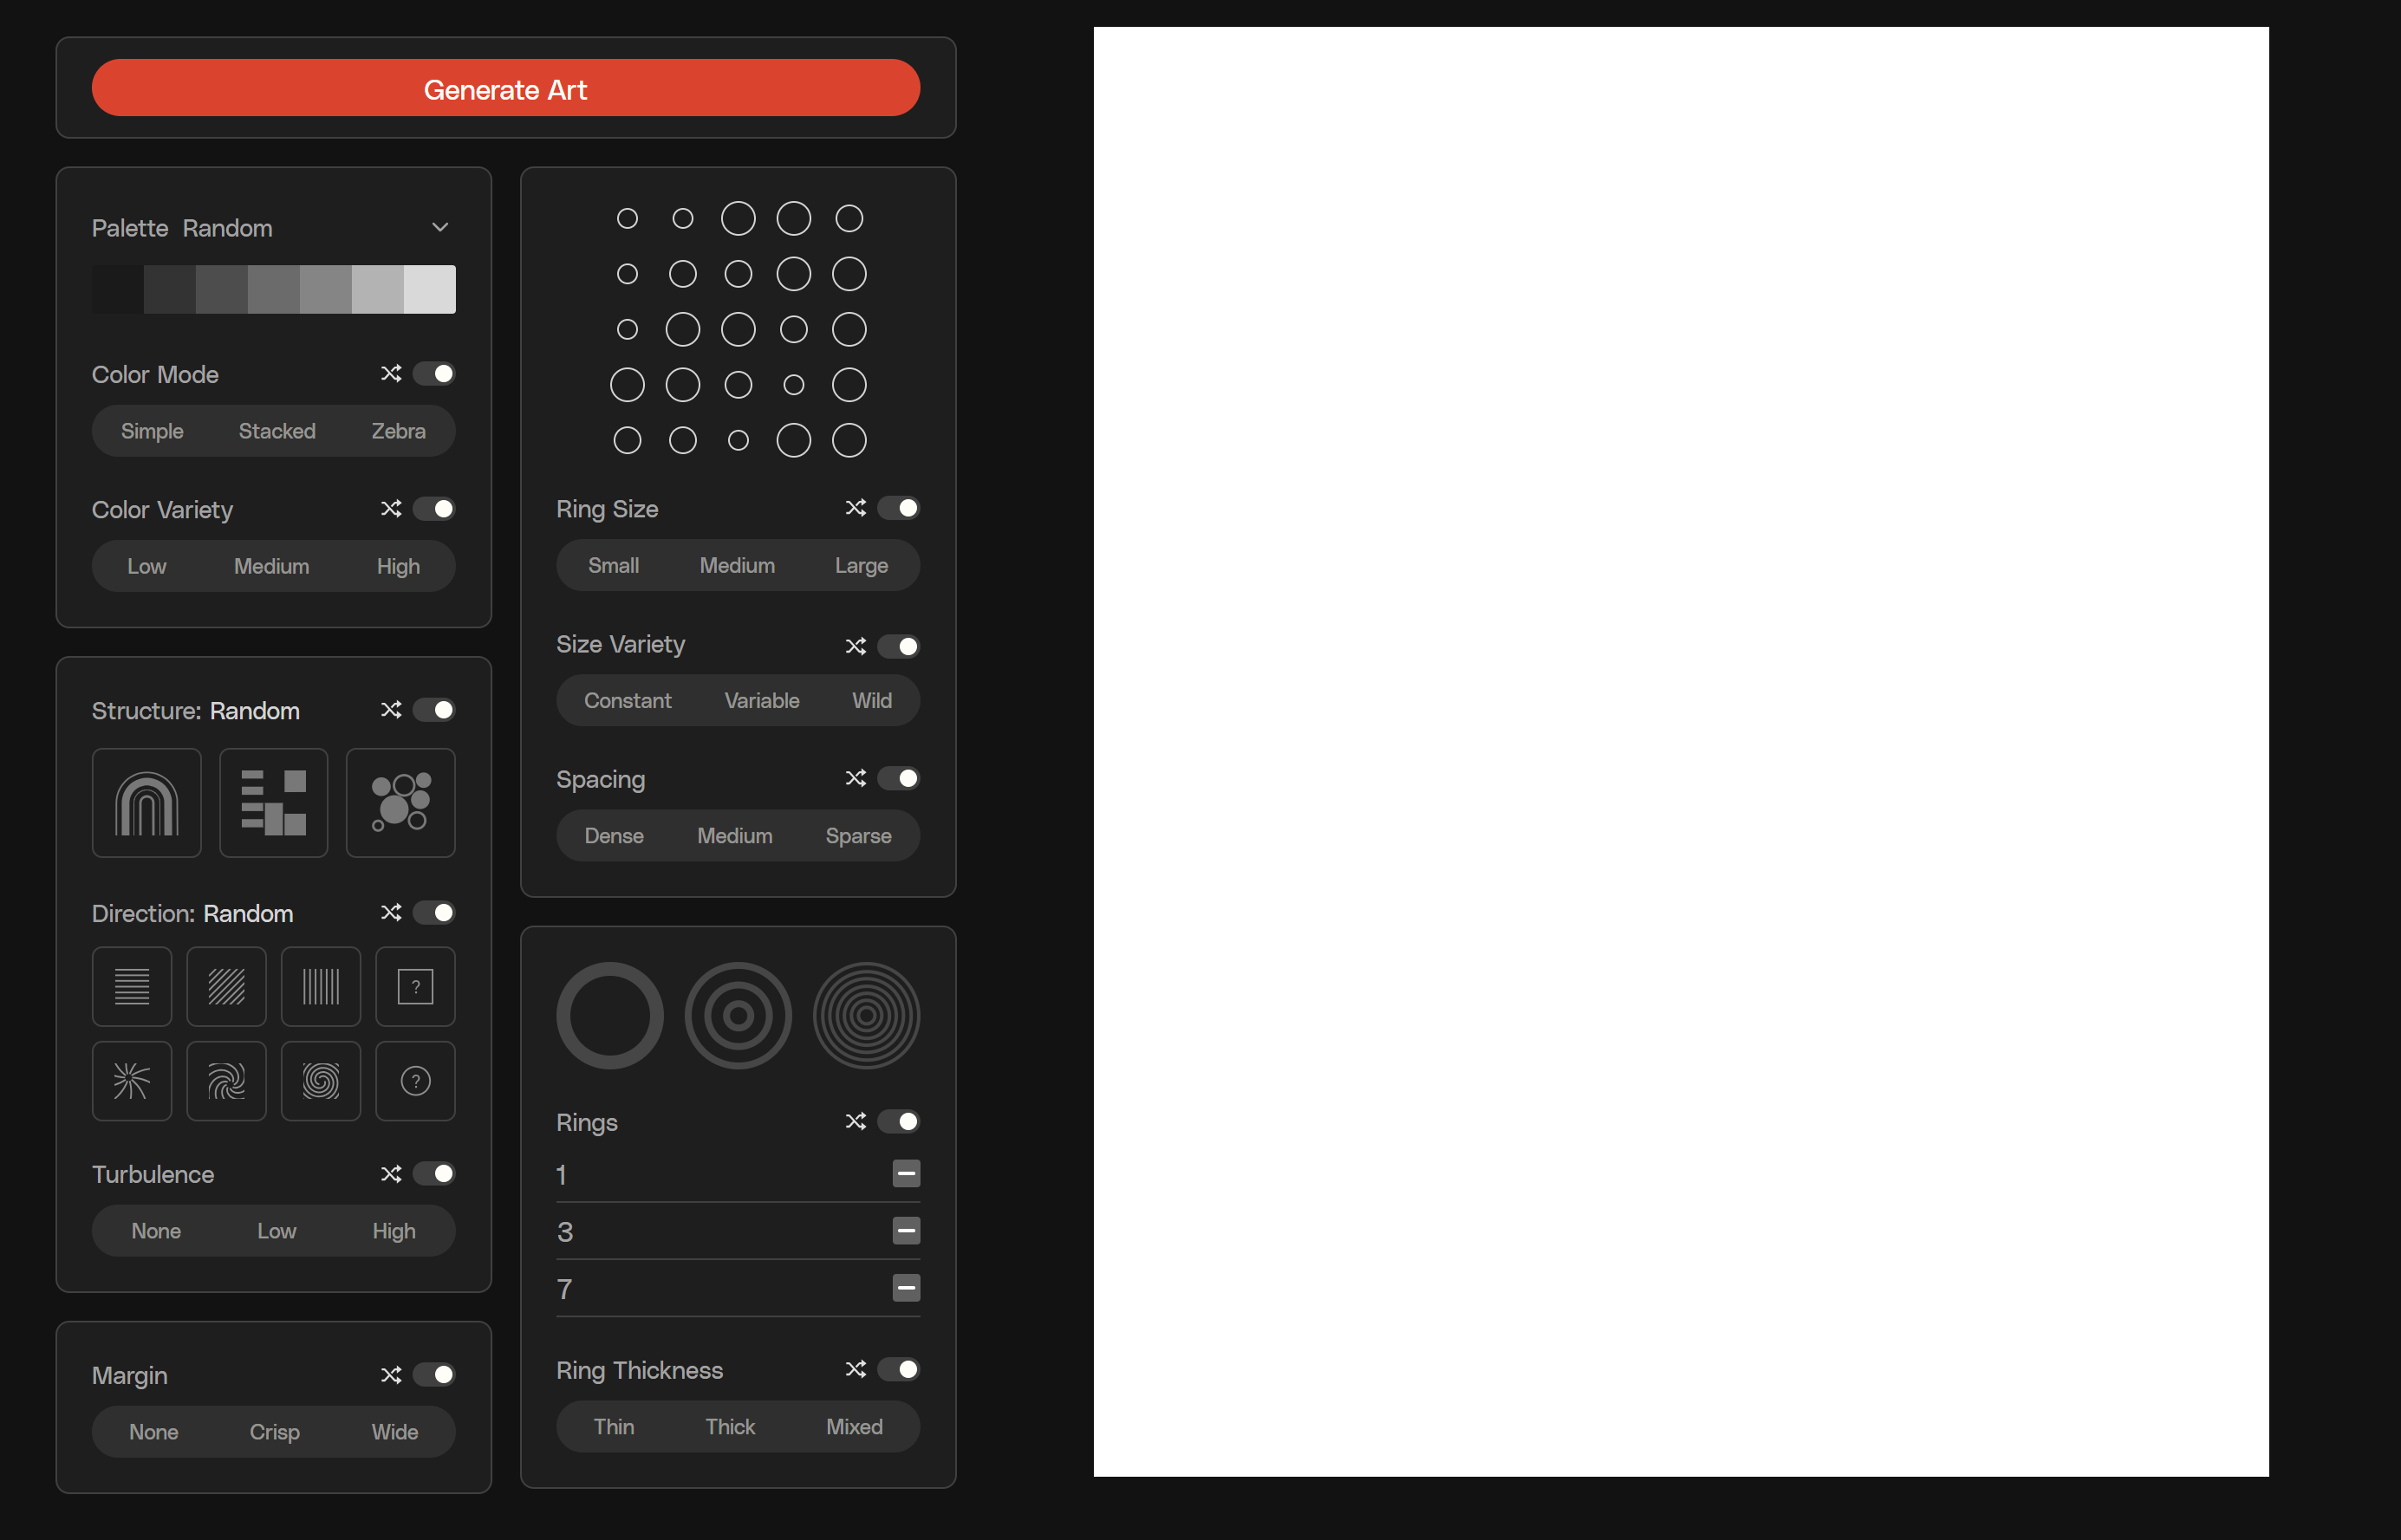 Generate Art
Palette Random
Color Mode
Simple Stacked Zebra
Color Variety
Low Medium High
Structure: Random
Direction: Random
?
?
Turbulence
None Low High
Margin
None Crisp Wide
Ring Size
Small Medium Large
Size Variety
Constant Variable Wild
Spacing
Dense Medium Sparse
Rings
1
3
7
Ring Thickness
Thin Thick Mixed